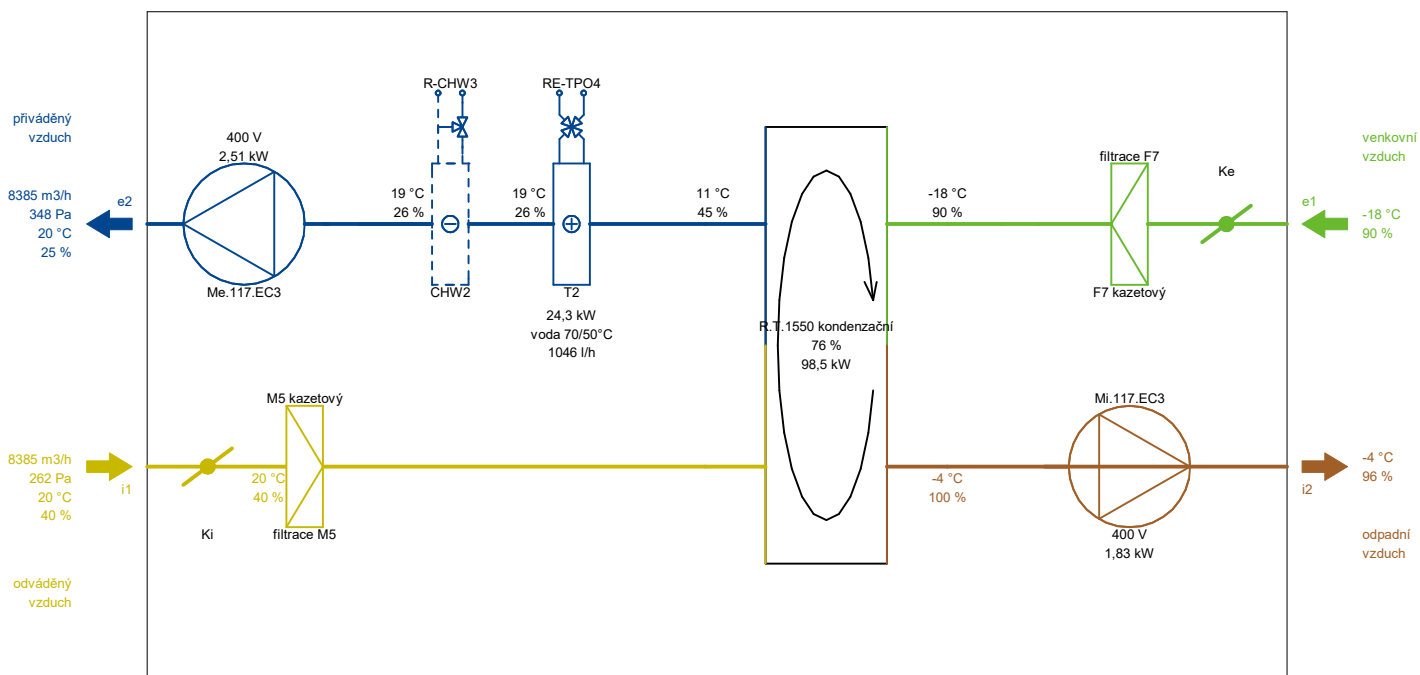 R-CHW3
RE-TPO4
přiváděný
vzduch
400 V
2,51 kW
8385 m3/h
348 Pa
20 °C
25 %
e2
19 °C
26 %
19 °C
26 %
11 °C
45 %
-18 °C
90 %
filtrace F7
Ke
venkovní
vzduch
e1
-18 °C
90 %
Me.117.EC3
CHW2
T2
F7 kazetový
24,3 kW
voda 70/50°C
1046 l/h
R.T.1550 kondenzační
76 %
98,5 kW
M5 kazetový
Mi.117.EC3
8385 m3/h
262 Pa
20 °C
40 %
i1
20 °C
40 %
-4 °C
100 %
-4 °C
96 %
i2
Ki
filtrace M5
400 V
1,83 kW
odpadní
vzduch
odváděný
vzduch